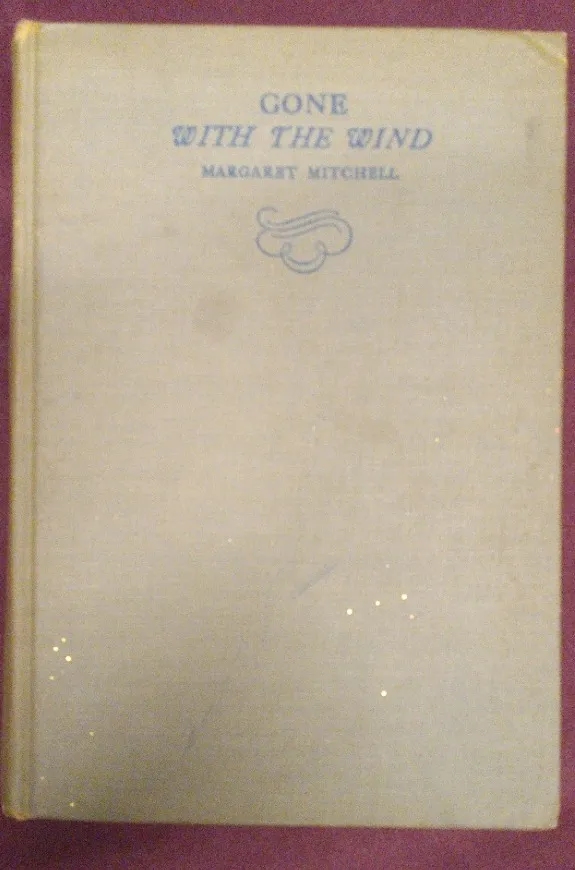 GONE
WITH THE WIND
MARGARET MITCHELL